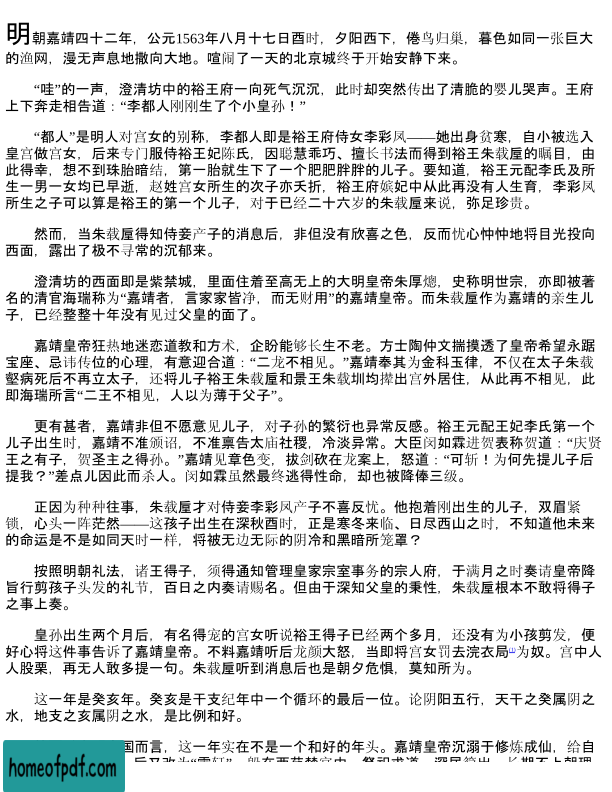 明朝嘉靖四十二年，公元1563年八月十七日酉时，夕阳西下，倦鸟归巢，暮色如同一张巨大
的渔网，漫无声息地撒向大地。喧闹了一天的北京城终于开始安静下来。
“哇”的一声，澄清坊中的裕王府一向死气沉沉，此时却突然传出了清脆的婴儿哭声。王府
上下奔走相告道：“李都人刚刚生了个小皇孙！”
“都人”是明人对宫女的别称，李都人即是裕王府侍女李彩凤——她出身贫寒，自小被选入
皇宫做宫女，后来专门服侍裕王妃陈氏，因聪慧乖巧、擅长书法而得到裕王朱载垕的瞩目，由
此得幸，想不到珠胎暗结，第一胎就生下了一个肥肥胖胖的儿子。要知道，裕王元配李氏及所
生一男一女均已早逝，赵姓宫女所生的次子亦夭折，裕王府嫔妃中从此再没有人生育，李彩凤
所生之子可以算是裕王的第一个儿子，对于已经二十六岁的朱载垕来说，弥足珍贵。
然而，当朱载垕得知侍妾产子的消息后，非但没有欣喜之色，反而忧心忡忡地将目光投向
西面，露出了极不寻常的沉郁来。
澄清坊的西面即是紫禁城，里面住着至高无上的大明皇帝朱厚熜，史称明世宗，亦即被著
名的清官海瑞称为“嘉靖者，言家家皆净，而无财用”的嘉靖皇帝。而朱载垕作为嘉靖的亲生儿
子，已经整整十年没有见过父皇的面了。
嘉靖皇帝狂热地迷恋道教和方术，企盼能够长生不老。方士陶仲文揣摸透了皇帝希望永踞
宝座、忌讳传位的心理，有意迎合道：“二龙不相见。”嘉靖奉其为金科玉律，不仅在太子朱载
壑病死后不再立太子，还将儿子裕王朱载垕和景王朱载圳均撵出宫外居住，从此再不相见，此
即海瑞所言“二王不相见，人以为薄于父子”。
更有甚者，嘉靖非但不愿意见儿子，对子孙的繁衍也异常反感。裕王元配王妃李氏第一个
儿子出生时，嘉靖不准颁诏，不准禀告太庙社稷，冷淡异常。大臣闵如霖进贺表称贺道：“庆贤
王之有子，贺圣主之得孙。”嘉靖见章色变，拔剑砍在龙案上，怒道：“可斩！为何先提儿子后
提我？”差点儿因此而杀人。闵如霖虽然最终逃得性命，却也被降俸三级。
正因为种种往事，朱载垕才对侍妾李彩凤产子不喜反忧。他抱着刚出生的儿子，双眉紧
锁，心头一阵茫然——这孩子出生在深秋酉时，正是寒冬来临、日尽西山之时，不知道他未来
的命运是不是如同天时一样，将被无边无际的阴冷和黑暗所笼罩？
按照明朝礼法，诸王得子，须得通知管理皇家宗室事务的宗人府，于满月之时奏请皇帝降
旨行剪孩子头发的礼节，百日之内奏请赐名。但由于深知父皇的秉性，朱载垕根本不敢将得子
之事上奏。
皇孙出生两个月后，有名得宠的宫女听说裕王得子已经两个多月，还没有为小孩剪发，便
好心将这件事告诉了嘉靖皇帝。不料嘉靖听后龙颜大怒，当即将宫女罚去浣衣局[1]为奴。宫中人
人股栗，再无人敢多提一句。朱载垕听到消息后也是朝夕危惧，莫知所为。
这一年是癸亥年。癸亥是干支纪年中一个循环的最后一位。论阴阳五行，天干之癸属阴之
水，地支之亥属阴之水，是比例和好。
国而言，这一年实在不是一个和好的年头。嘉靖皇帝沉溺于修炼成仙，给自
homeofpdf.com